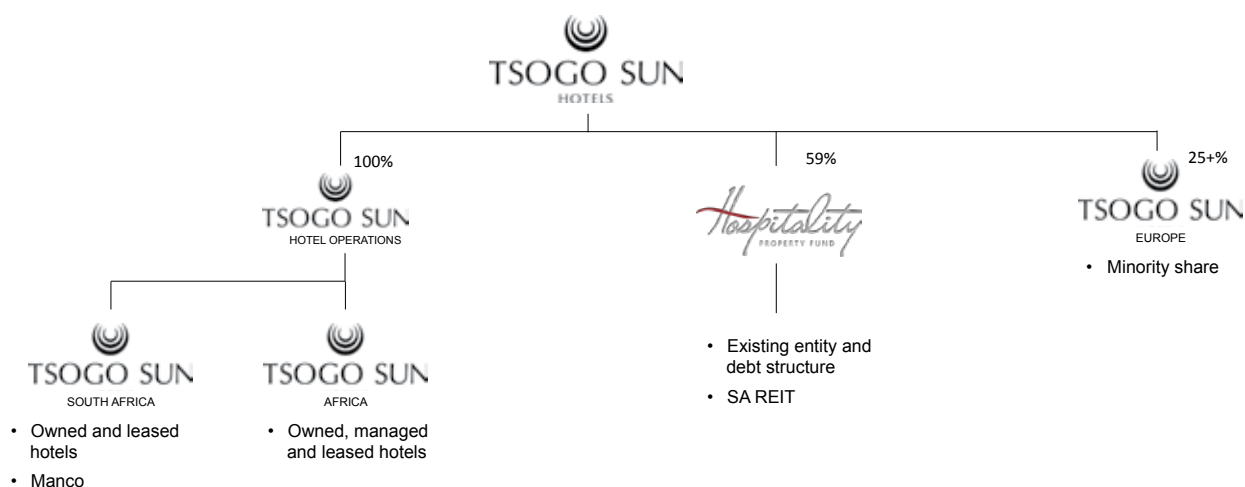 TSOGO SUN
HOTELS
100%
59%
25+%
TSOGO SUN
HOTEL OPERATIONS
Hospitality
PROPERTY FUND
TSOGO SUN
EUROPE
• Minority share
TSOGO SUN
SOUTH AFRICA
• Owned and leased
hotels
• Manco
TSOGO SUN
AFRICA
• Owned, managed
and leased hotels
• Existing entity and
debt structure
• SA REIT